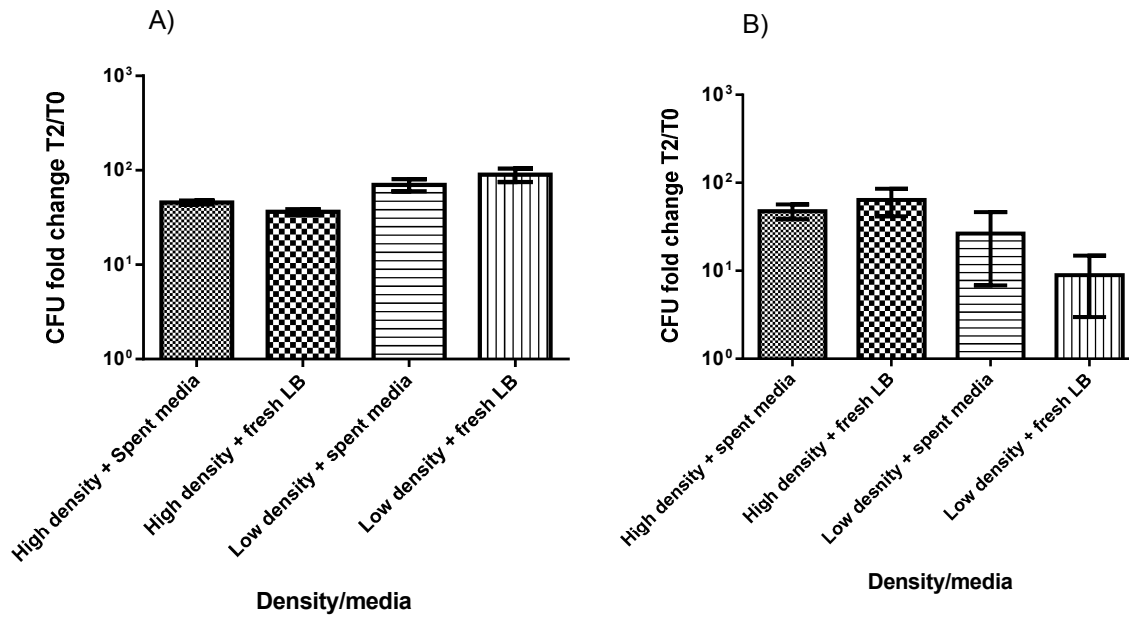 A)
CFU fold change T2/T0
10³
10²
10¹
10⁰
High density + Spent media
High density + fresh LB
Low density + spent media
Low density + fresh LB
Density/media
B)
CFU fold change T2/T0
10³
10²
10¹
10⁰
High density + spent media
High density + fresh LB
Low desnity + spent media
Low density + fresh LB
Density/media